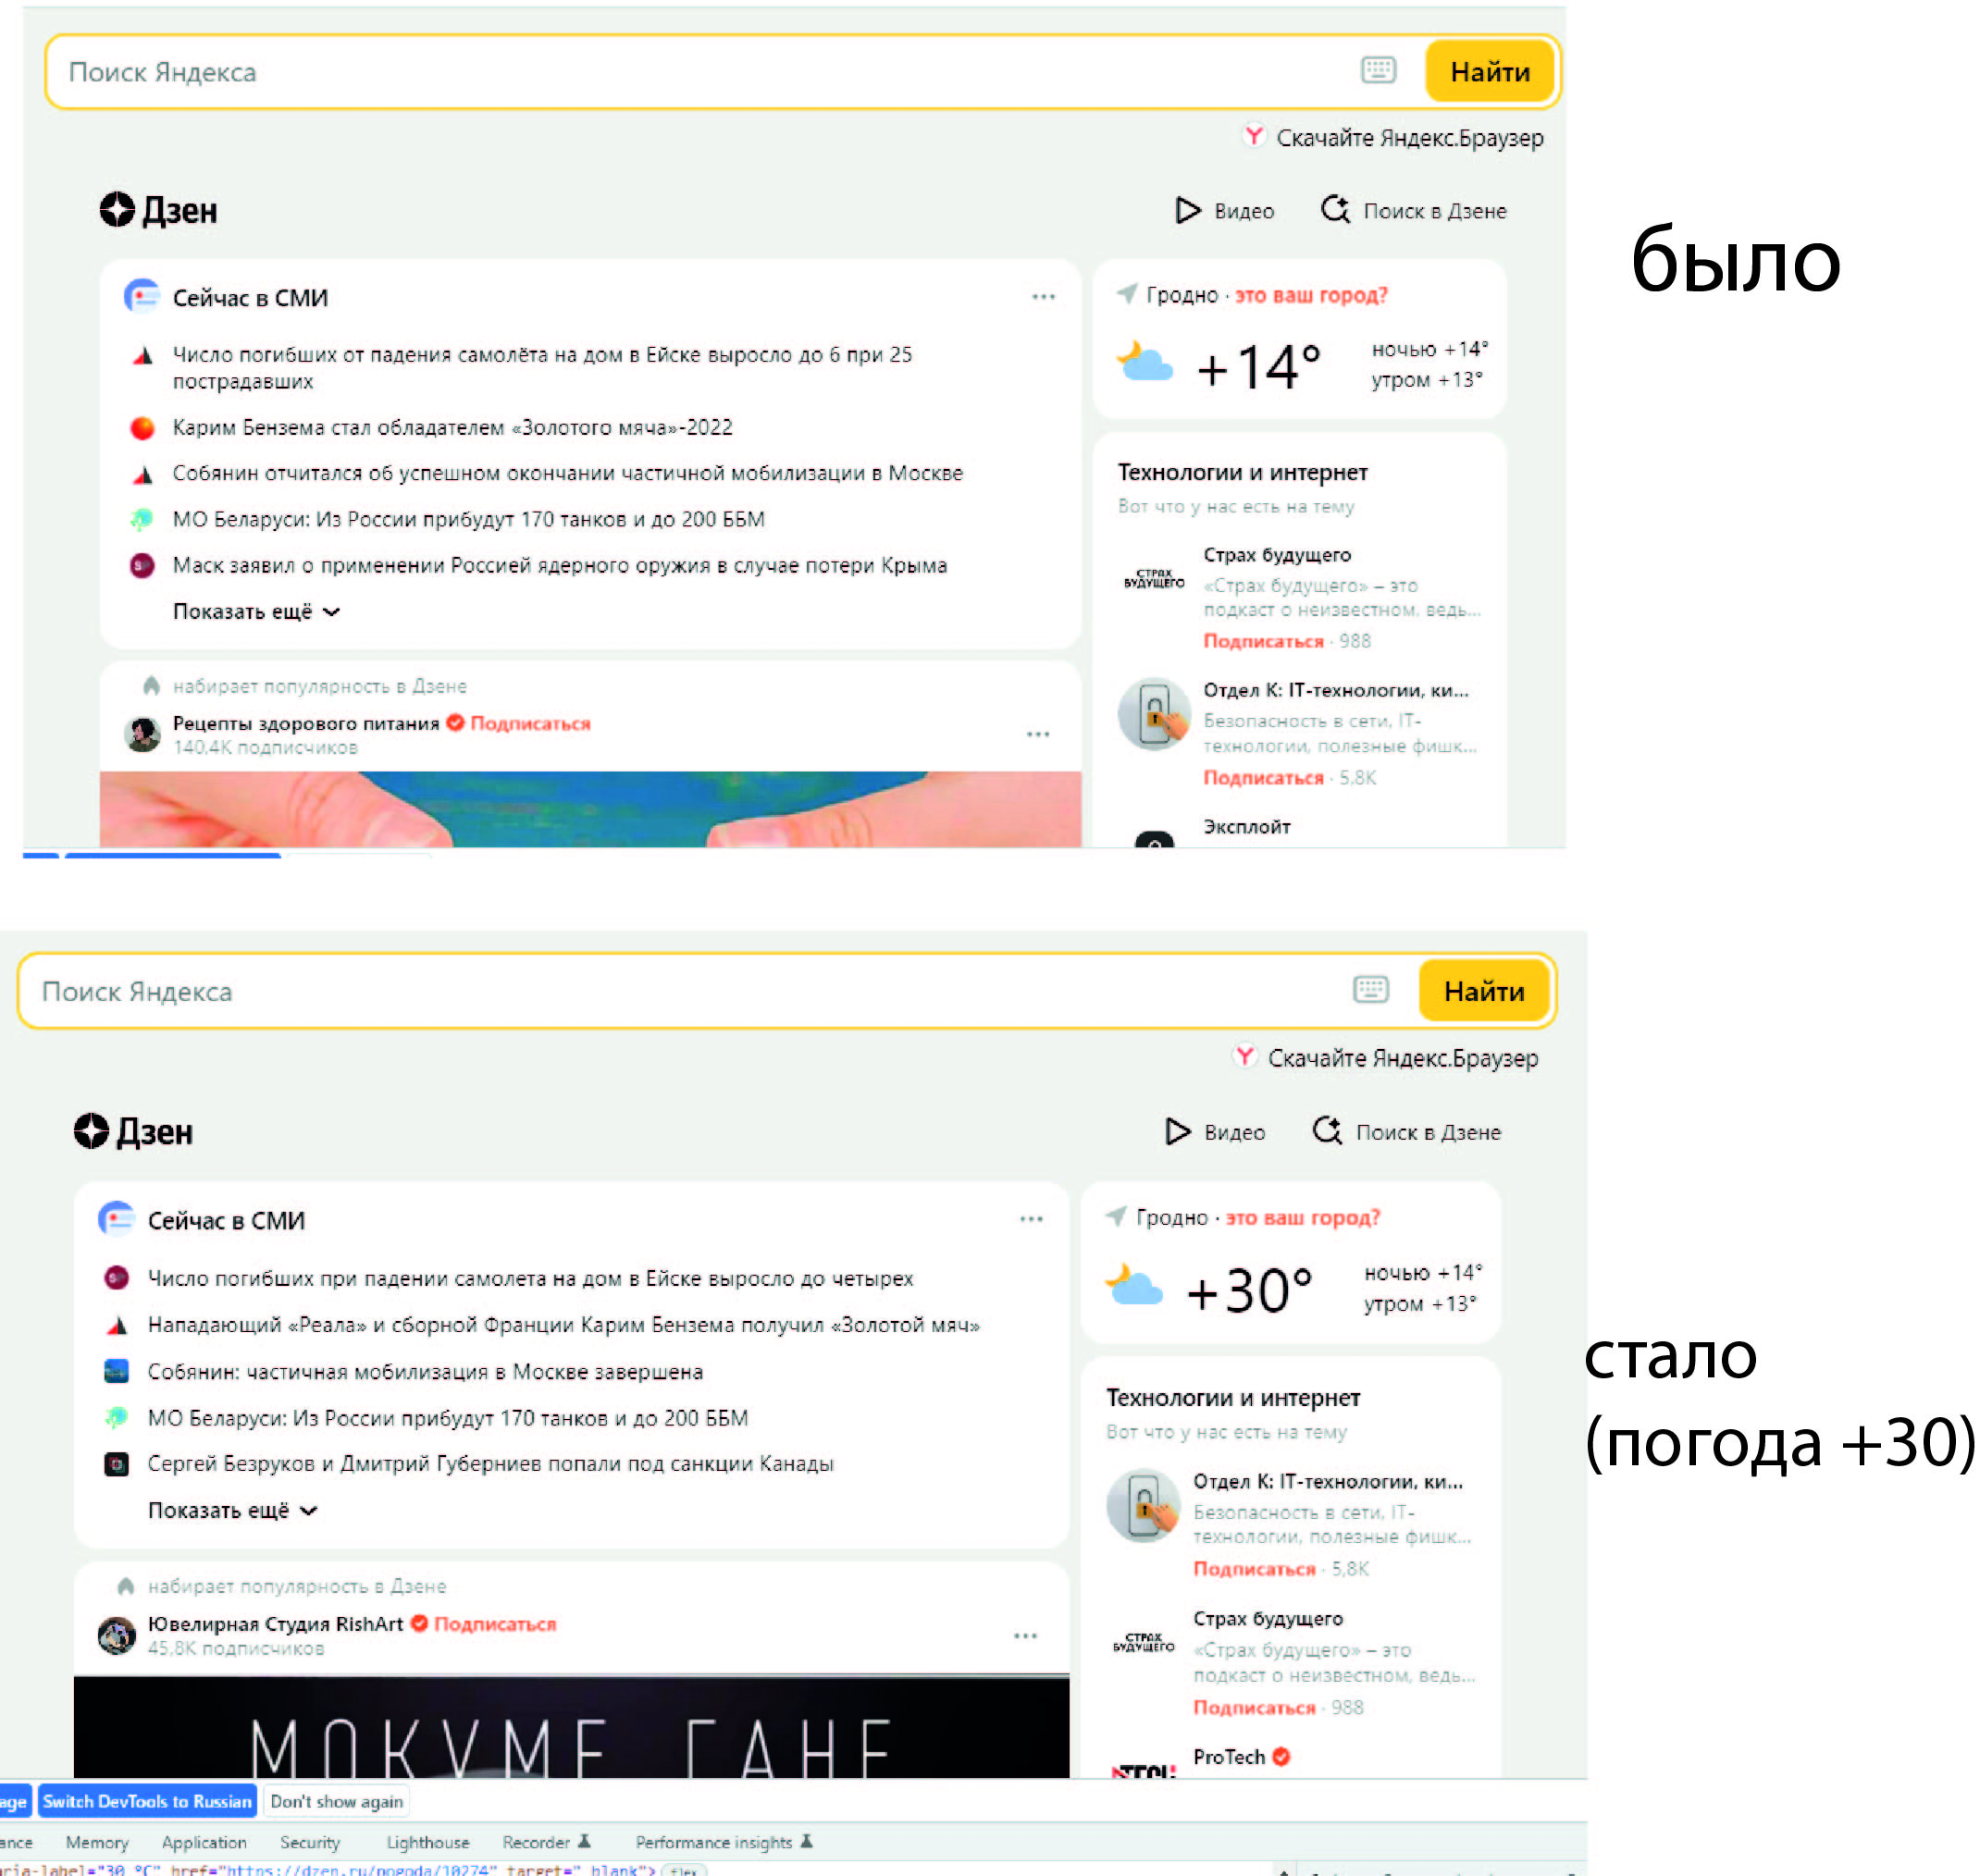 Поиск Яндекса
Найти
Скачайте Яндекс.Браузер
Дзен
Видео
Поиск в Дзене
Сейчас в СМИ
Число погибших от падения самолёта на дом в Ейске выросло до 6 при 25
пострадавших
Карим Бензема стал обладателем «Золотого мяча»-2022
Собянин отчитался об успешном окончании частичной мобилизации в Москве
МО Беларуси: Из России прибудут 170 танков и до 200 ББМ
Маск заявил о применении Россией ядерного оружия в случае потери Крыма
Показать ещё
набирает популярность в Дзене
Рецепты здорового питания Подписаться
140,4K подписчиков
Гродно · это ваш город?
+14°
ночью +14°
утром +13°
Технологии и интернет
Вот что у нас есть на тему
СТРАХ
БУДУЩЕГО
Страх будущего
«Страх будущего» – это
подкаст о неизвестном, ведь...
Подписаться · 988
Отдел К: IT-технологии, ки...
Безопасность в сети, IT-
технологии, полезные фишк...
Подписаться · 5,8K
Эксплойт
было
Поиск Яндекса
Найти
Скачайте Яндекс.Браузер
Дзен
Видео
Поиск в Дзене
Сейчас в СМИ
Число погибших при падении самолета на дом в Ейске выросло до четырех
Нападающий «Реала» и сборной Франции Карим Бензема получил «Золотой мяч»
Собянин: частичная мобилизация в Москве завершена
МО Беларуси: Из России прибудут 170 танков и до 200 ББМ
Сергей Безруков и Дмитрий Губерниев попали под санкции Канады
Показать ещё
набирает популярность в Дзене
Ювелирная Студия RishArt Подписаться
45,8K подписчиков
МОКУМЕ ГАНЕ
Гродно · это ваш город?
+30°
ночью +14°
утром +13°
Технологии и интернет
Вот что у нас есть на тему
Отдел К: IT-технологии, ки...
Безопасность в сети, IT-
технологии, полезные фишк...
Подписаться · 5,8K
СТРАХ
БУДУЩЕГО
Страх будущего
«Страх будущего» – это
подкаст о неизвестном, ведь...
Подписаться · 988
ProTech
стало
(погода +30)
age Switch DevTools to Russian Don't show again
ance Memory Application Security Lighthouse Recorder Performance insights
aria-label="30 °C" href="https://dzen.ru/pogoda/10274" target="_blank"> flex